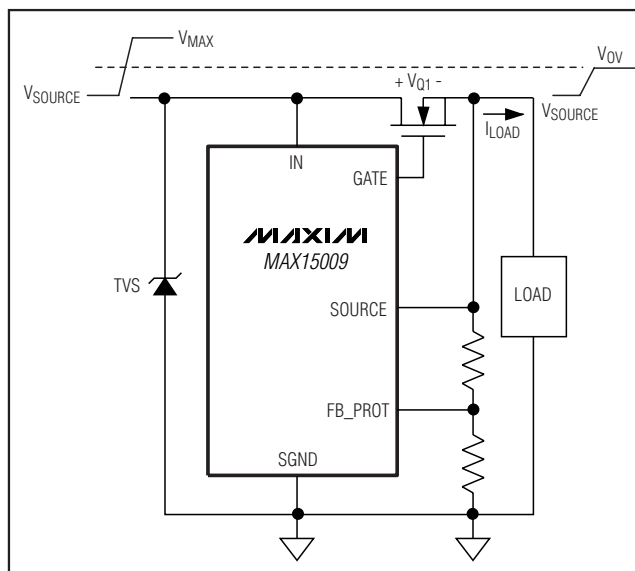 VMAX
VOV
VSOURCE
+ VQ1 -
VSOURCE
ILOAD
IN
GATE
MAXIM
MAX15009
TVS
SOURCE
LOAD
FB_PROT
SGND